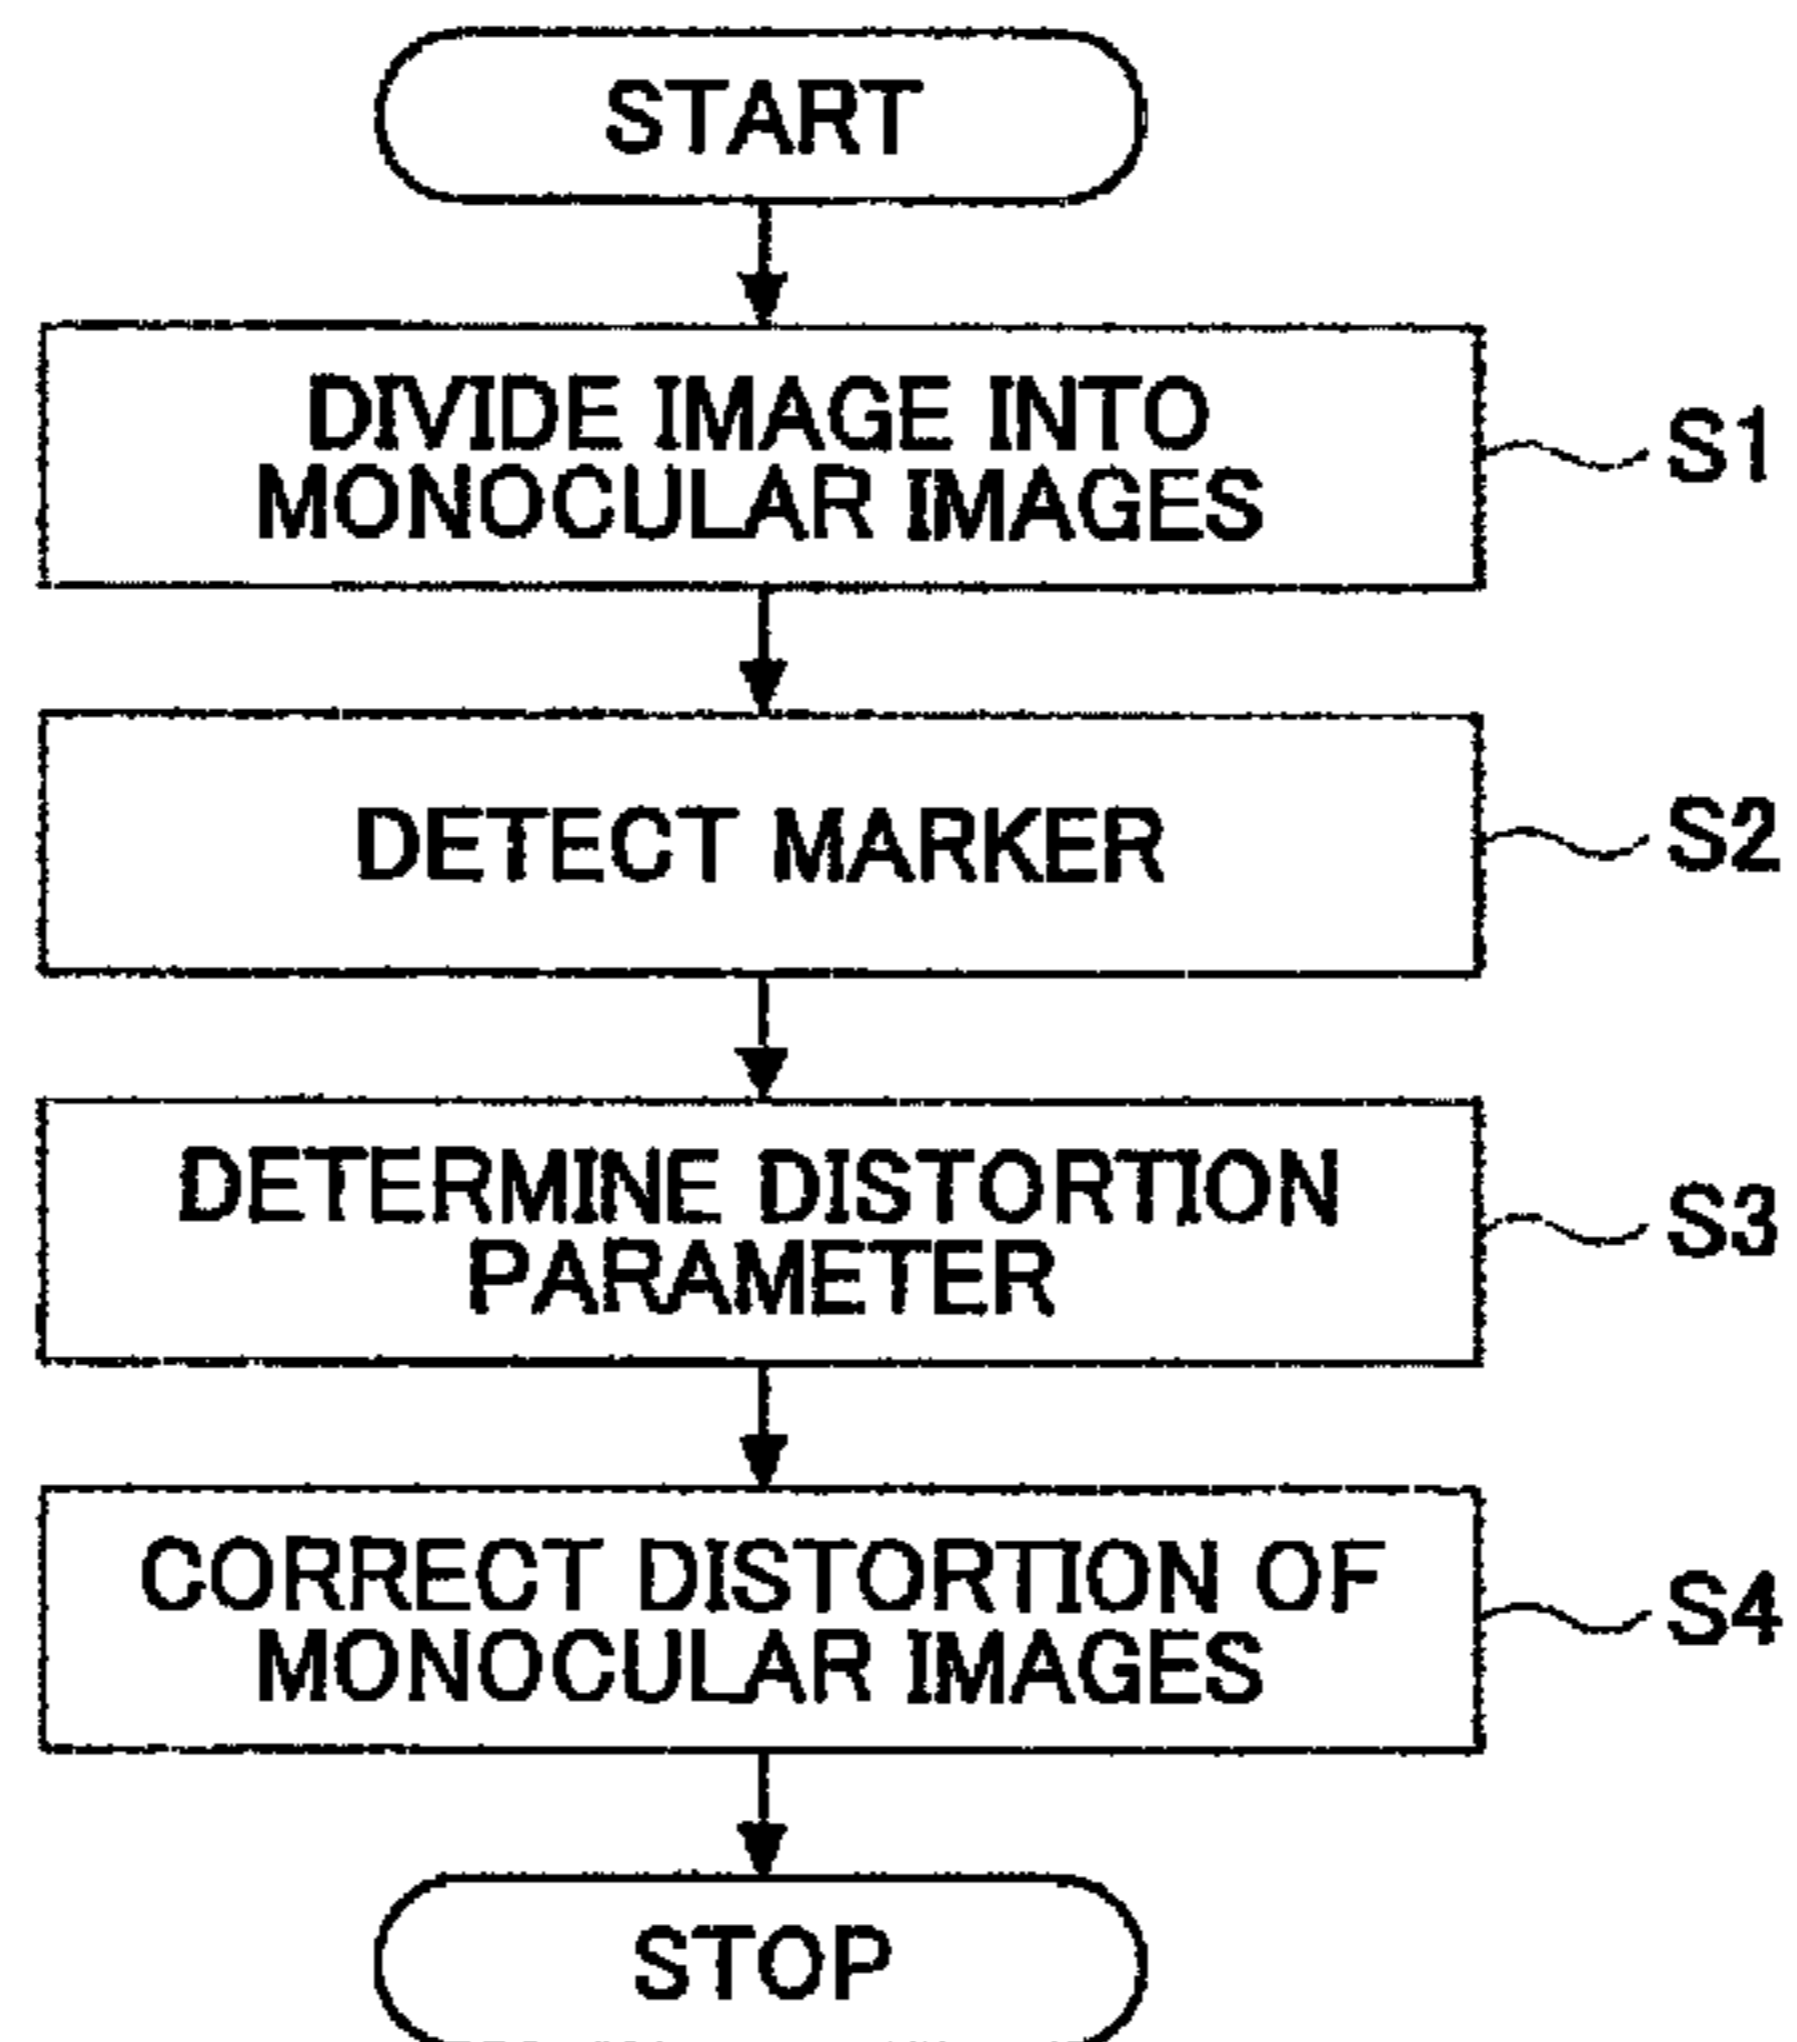 START
DIVIDE IMAGE INTO
MONOCULAR IMAGES
S1
DETECT MARKER
S2
DETERMINE DISTORTION
PARAMETER
S3
CORRECT DISTORTION OF
MONOCULAR IMAGES
S4
STOP